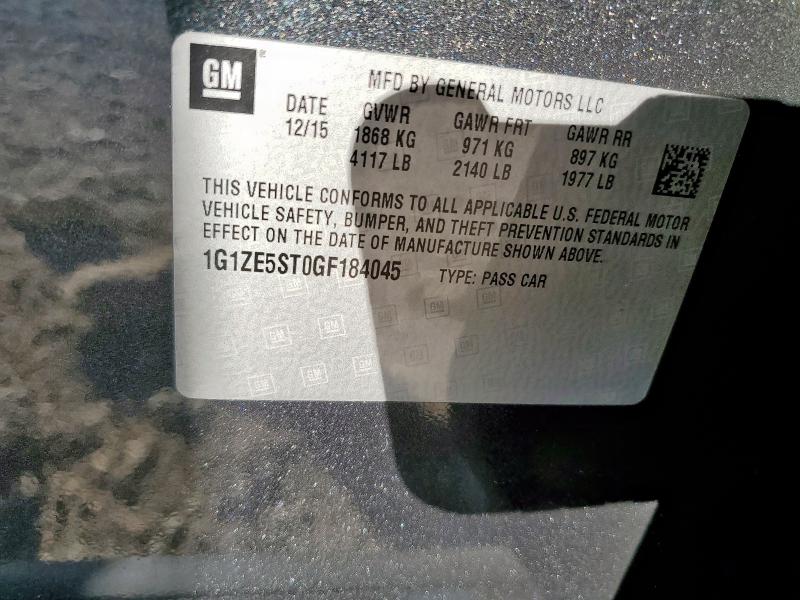 GM
MFD BY GENERAL MOTORS LLC
DATE GVWR GAWR FRT GAWR RR
12/15 1868 KG 971 KG 897 KG
4117 LB 2140 LB 1977 LB
THIS VEHICLE CONFORMS TO ALL APPLICABLE U.S. FEDERAL MOTOR
VEHICLE SAFETY, BUMPER, AND THEFT PREVENTION STANDARDS IN
EFFECT ON THE DATE OF MANUFACTURE SHOWN ABOVE.
1G1ZE5ST0GF184045 TYPE: PASS CAR